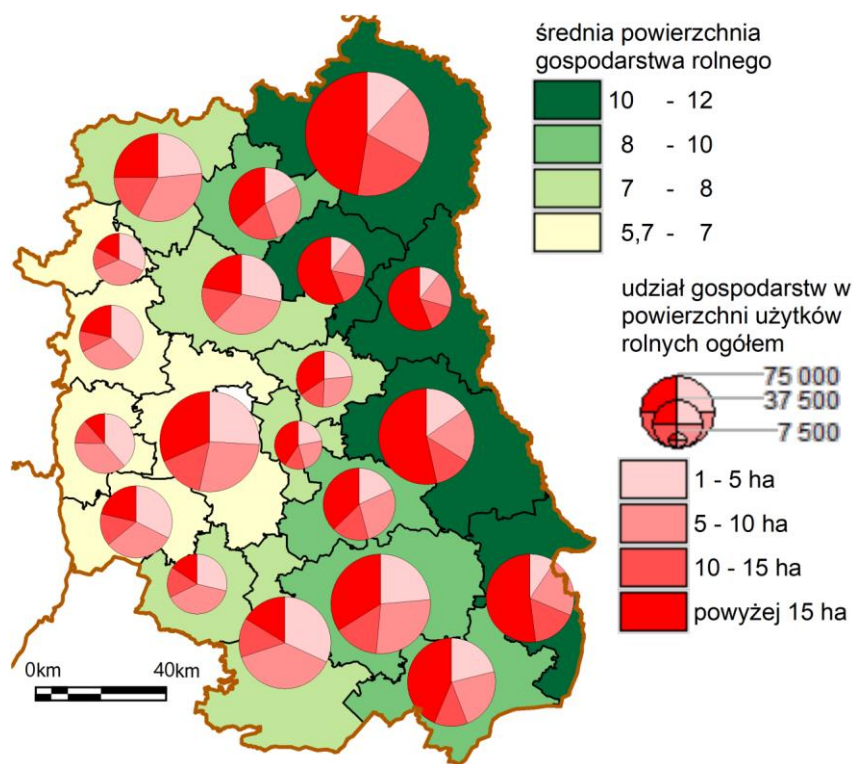 średnia powierzchnia
gospodarstwa rolnego
10 - 12
8 - 10
7 - 8
5,7 - 7
udział gospodarstw w
powierzchni użytków
rolnych ogółem
75 000
37 500
7 500
1 - 5 ha
5 - 10 ha
10 - 15 ha
powyżej 15 ha
0km 40km